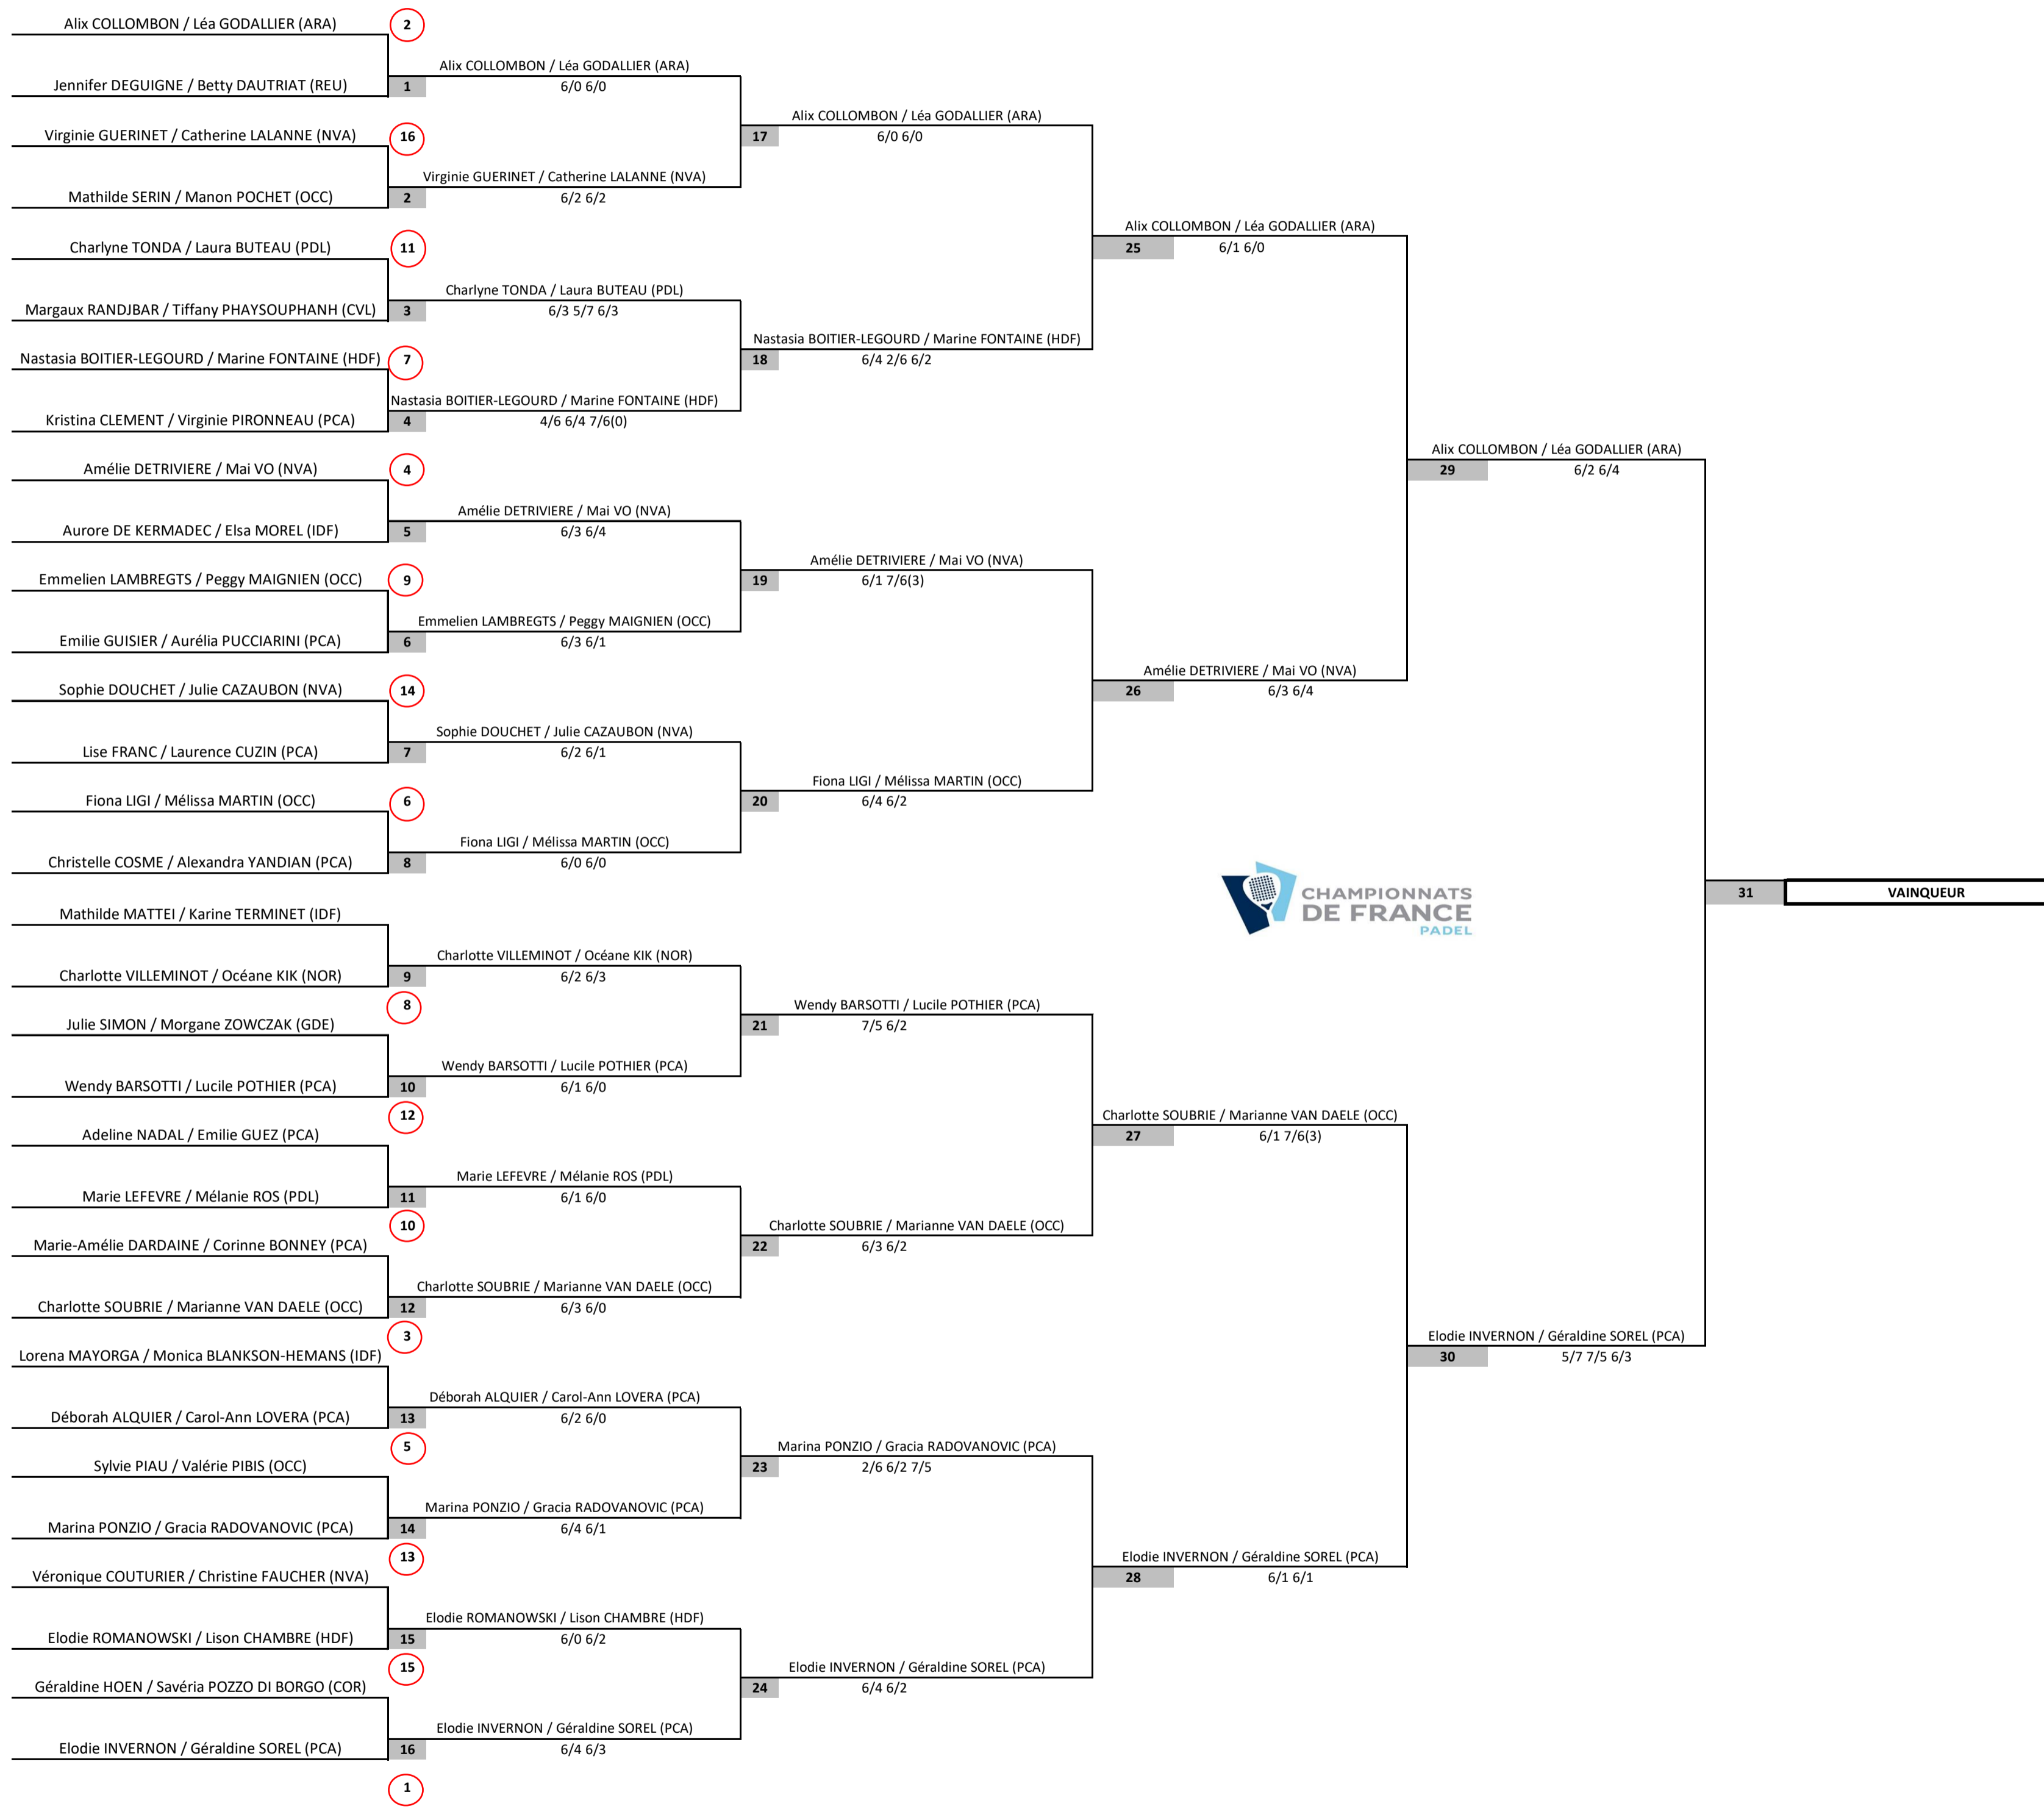 Alix COLLOMBON / Léa GODALLIER (ARA)
2
Alix COLLOMBON / Léa GODALLIER (ARA)
Jennifer DEGUIGNE / Betty DAUTRIAT (REU)
1
6/0 6/0
Alix COLLOMBON / Léa GODALLIER (ARA)
Virginie GUERINET / Catherine LALANNE (NVA)
16
17
6/0 6/0
Virginie GUERINET / Catherine LALANNE (NVA)
Mathilde SERIN / Manon POCHET (OCC)
2
6/2 6/2
Alix COLLOMBON / Léa GODALLIER (ARA)
Charlyne TONDA / Laura BUTEAU (PDL)
11
25
6/1 6/0
Charlyne TONDA / Laura BUTEAU (PDL)
Margaux RANDJBAR / Tiffany PHAYSOUPHANH (CVL)
3
6/3 5/7 6/3
Nastasia BOITIER-LEGOURD / Marine FONTAINE (HDF)
Nastasia BOITIER-LEGOURD / Marine FONTAINE (HDF)
7
18
6/4 2/6 6/2
Nastasia BOITIER-LEGOURD / Marine FONTAINE (HDF)
Kristina CLEMENT / Virginie PIRONNEAU (PCA)
4
4/6 6/4 7/6(0)
Alix COLLOMBON / Léa GODALLIER (ARA)
Amélie DETRIVIERE / Mai VO (NVA)
4
29
6/2 6/4
Amélie DETRIVIERE / Mai VO (NVA)
Aurore DE KERMADEC / Elsa MOREL (IDF)
5
6/3 6/4
Amélie DETRIVIERE / Mai VO (NVA)
Emmelien LAMBREGTS / Peggy MAIGNIEN (OCC)
9
19
6/1 7/6(3)
Emmelien LAMBREGTS / Peggy MAIGNIEN (OCC)
Emilie GUISIER / Aurélia PUCCIARINI (PCA)
6
6/3 6/1
Amélie DETRIVIERE / Mai VO (NVA)
Sophie DOUCHET / Julie CAZAUBON (NVA)
14
26
6/3 6/4
Sophie DOUCHET / Julie CAZAUBON (NVA)
Lise FRANC / Laurence CUZIN (PCA)
7
6/2 6/1
Fiona LIGI / Mélissa MARTIN (OCC)
Fiona LIGI / Mélissa MARTIN (OCC)
6
20
6/4 6/2
Fiona LIGI / Mélissa MARTIN (OCC)
Christelle COSME / Alexandra YANDIAN (PCA)
8
6/0 6/0
CHAMPIONNATS
DE FRANCE
PADEL
31
VAINQUEUR
Mathilde MATTEI / Karine TERMINET (IDF)
Charlotte VILLEMINOT / Océane KIK (NOR)
Charlotte VILLEMINOT / Océane KIK (NOR)
9
6/2 6/3
8
Wendy BARSOTTI / Lucile POTHIER (PCA)
Julie SIMON / Morgane ZOWCZAK (GDE)
21
7/5 6/2
Wendy BARSOTTI / Lucile POTHIER (PCA)
Wendy BARSOTTI / Lucile POTHIER (PCA)
10
6/1 6/0
12
Charlotte SOUBRIE / Marianne VAN DAELE (OCC)
Adeline NADAL / Emilie GUEZ (PCA)
27
6/1 7/6(3)
Marie LEFEVRE / Mélanie ROS (PDL)
Marie LEFEVRE / Mélanie ROS (PDL)
11
6/1 6/0
10
Charlotte SOUBRIE / Marianne VAN DAELE (OCC)
Marie-Amélie DARDAINE / Corinne BONNEY (PCA)
22
6/3 6/2
Charlotte SOUBRIE / Marianne VAN DAELE (OCC)
Charlotte SOUBRIE / Marianne VAN DAELE (OCC)
12
6/3 6/0
3
Elodie INVERNON / Géraldine SOREL (PCA)
Lorena MAYORGA / Monica BLANKSON-HEMANS (IDF)
30
5/7 7/5 6/3
Déborah ALQUIER / Carol-Ann LOVERA (PCA)
Déborah ALQUIER / Carol-Ann LOVERA (PCA)
13
6/2 6/0
5
Marina PONZIO / Gracia RADOVANOVIC (PCA)
Sylvie PIAU / Valérie PIBIS (OCC)
23
2/6 6/2 7/5
Marina PONZIO / Gracia RADOVANOVIC (PCA)
Marina PONZIO / Gracia RADOVANOVIC (PCA)
14
6/4 6/1
13
Elodie INVERNON / Géraldine SOREL (PCA)
Véronique COUTURIER / Christine FAUCHER (NVA)
28
6/1 6/1
Elodie ROMANOWSKI / Lison CHAMBRE (HDF)
Elodie ROMANOWSKI / Lison CHAMBRE (HDF)
15
6/0 6/2
15
Elodie INVERNON / Géraldine SOREL (PCA)
Géraldine HOEN / Savéria POZZO DI BORGO (COR)
24
6/4 6/2
Elodie INVERNON / Géraldine SOREL (PCA)
Elodie INVERNON / Géraldine SOREL (PCA)
16
6/4 6/3
1